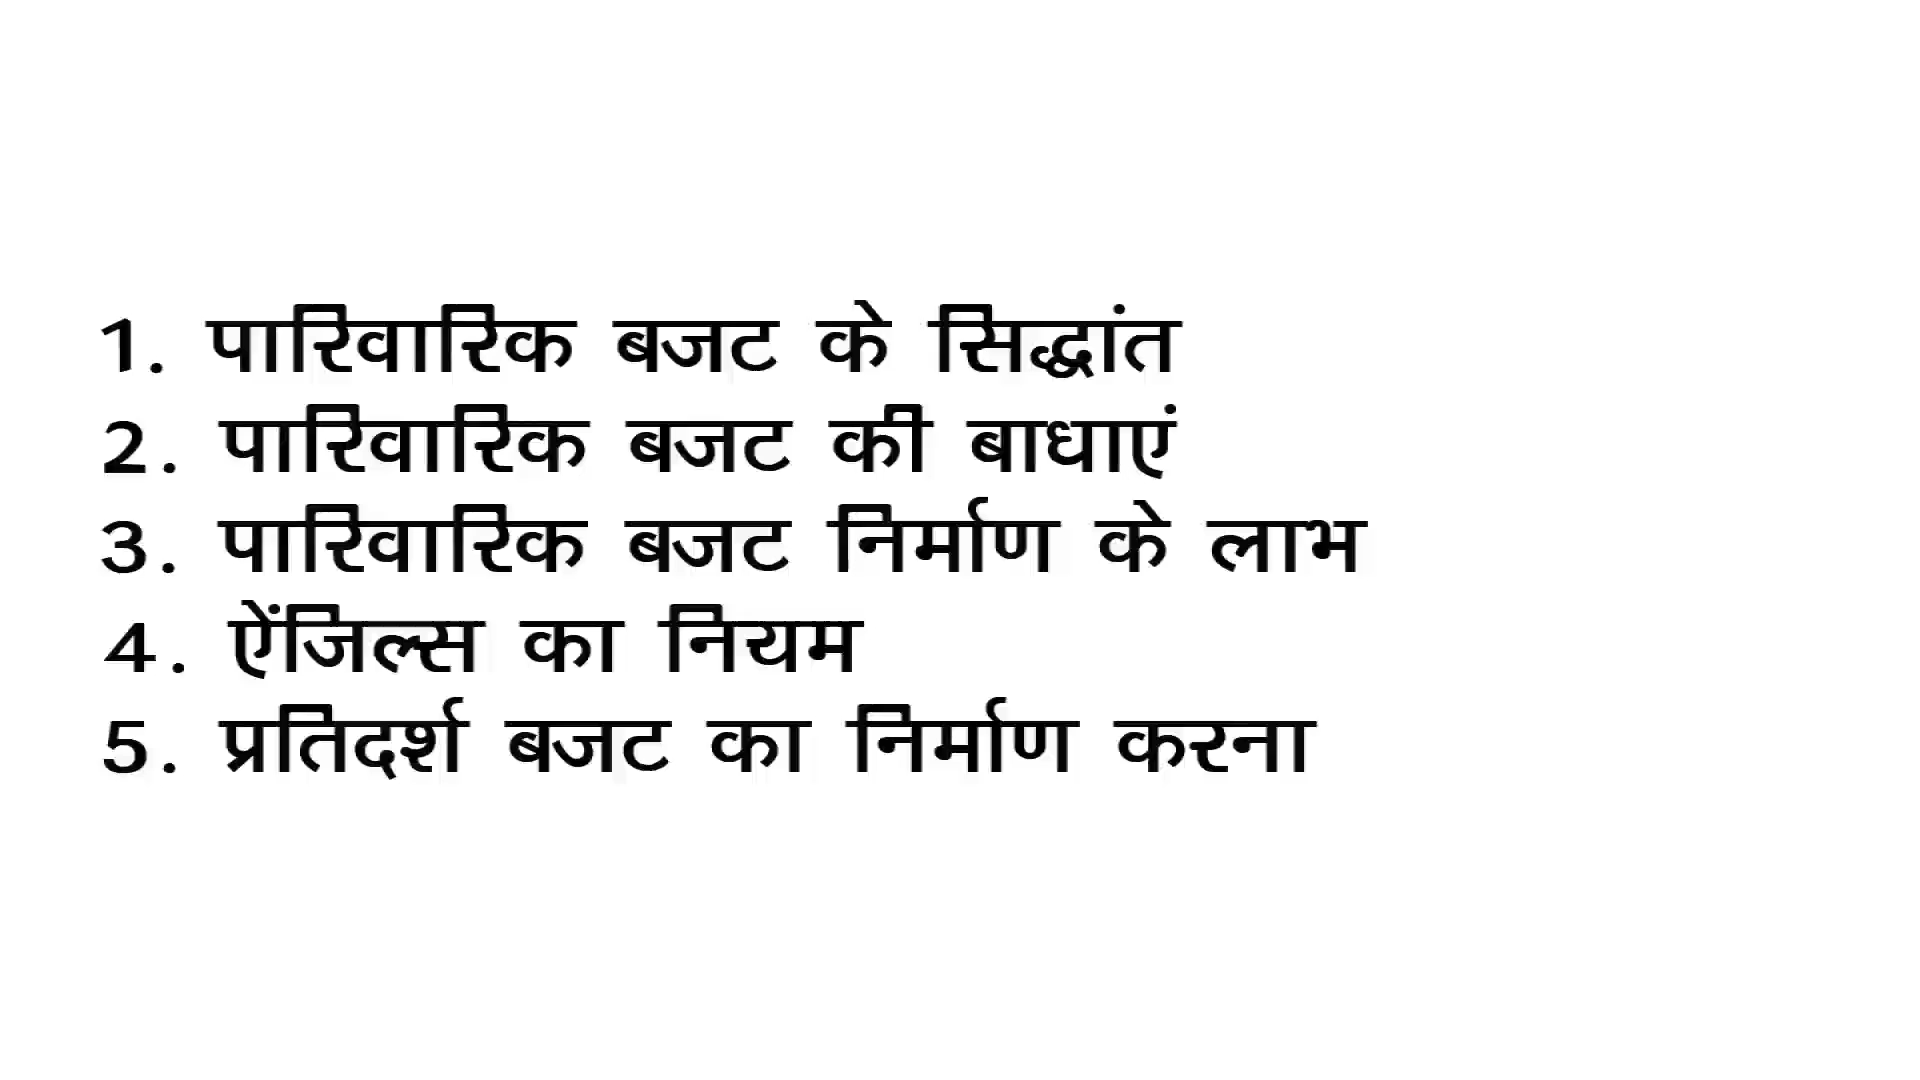 1. पारिवारिक बजट के सिद्धांत
2. पारिवारिक बजट की बाधाएं
3. पारिवारिक बजट निर्माण के लाभ
4. ऐंजिल्स का नियम
5. प्रतिदर्श बजट का निर्माण करना